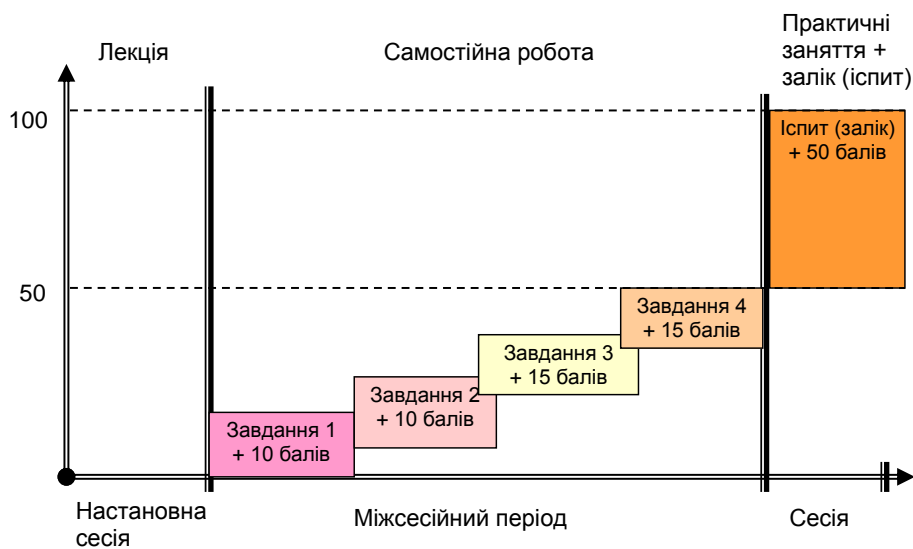 Лекція
Самостійна робота
Практичні
заняття +
залік (іспит)
100
Іспит (залік)
+ 50 балів
50
Завдання 4
+ 15 балів
Завдання 3
+ 15 балів
Завдання 2
+ 10 балів
Завдання 1
+ 10 балів
Настановна
сесія
Міжсесійний період
Сесія